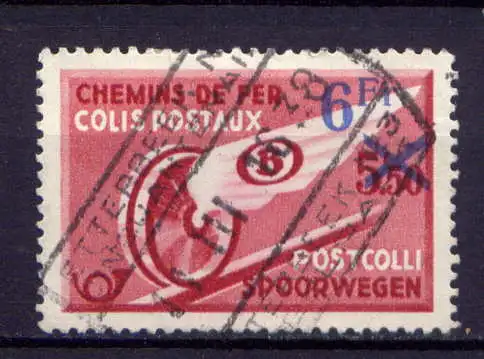 CHEMINS DE FER
6 Fr
COLIS POSTAUX
5.50
B
POSTCOLLI
SPOORWEGEN